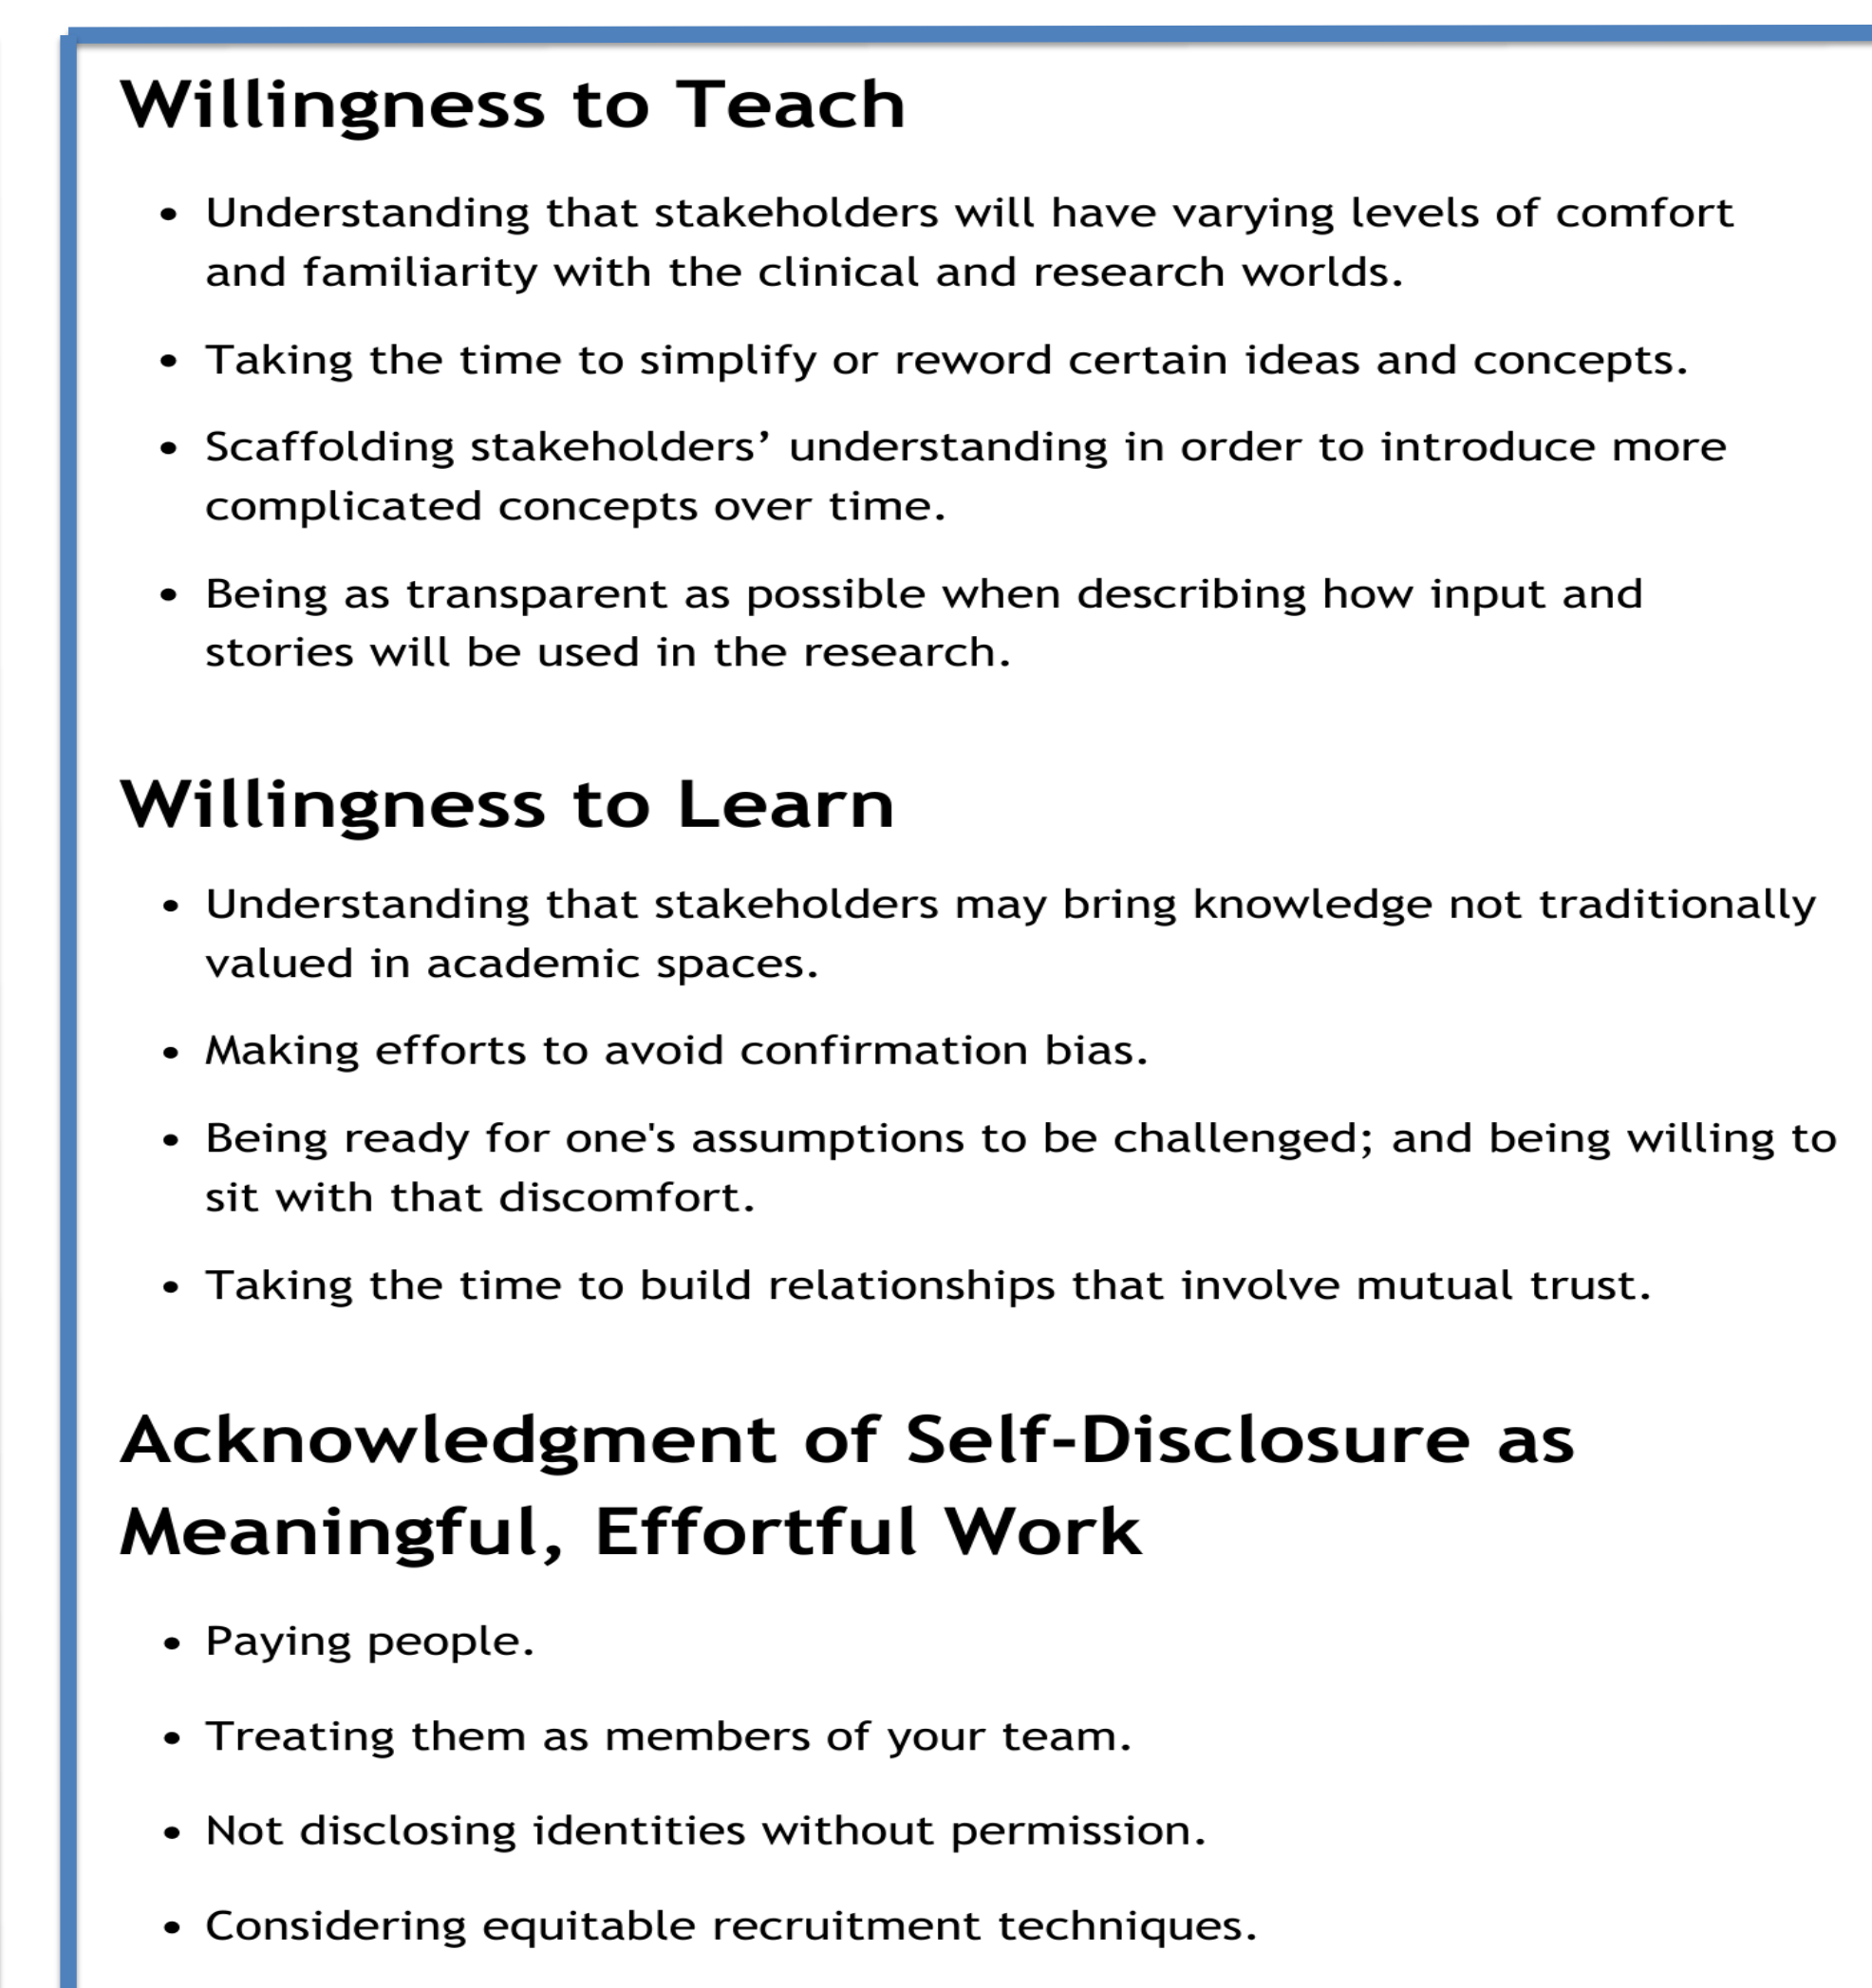 Willingness to Teach
• Understanding that stakeholders will have varying levels of comfort
and familiarity with the clinical and research worlds.
• Taking the time to simplify or reword certain ideas and concepts.
• Scaffolding stakeholders’ understanding in order to introduce more
complicated concepts over time.
• Being as transparent as possible when describing how input and
stories will be used in the research.
Willingness to Learn
• Understanding that stakeholders may bring knowledge not traditionally
valued in academic spaces.
• Making efforts to avoid confirmation bias.
• Being ready for one's assumptions to be challenged; and being willing to
sit with that discomfort.
• Taking the time to build relationships that involve mutual trust.
Acknowledgment of Self-Disclosure as
Meaningful, Effortful Work
• Paying people.
• Treating them as members of your team.
• Not disclosing identities without permission.
• Considering equitable recruitment techniques.